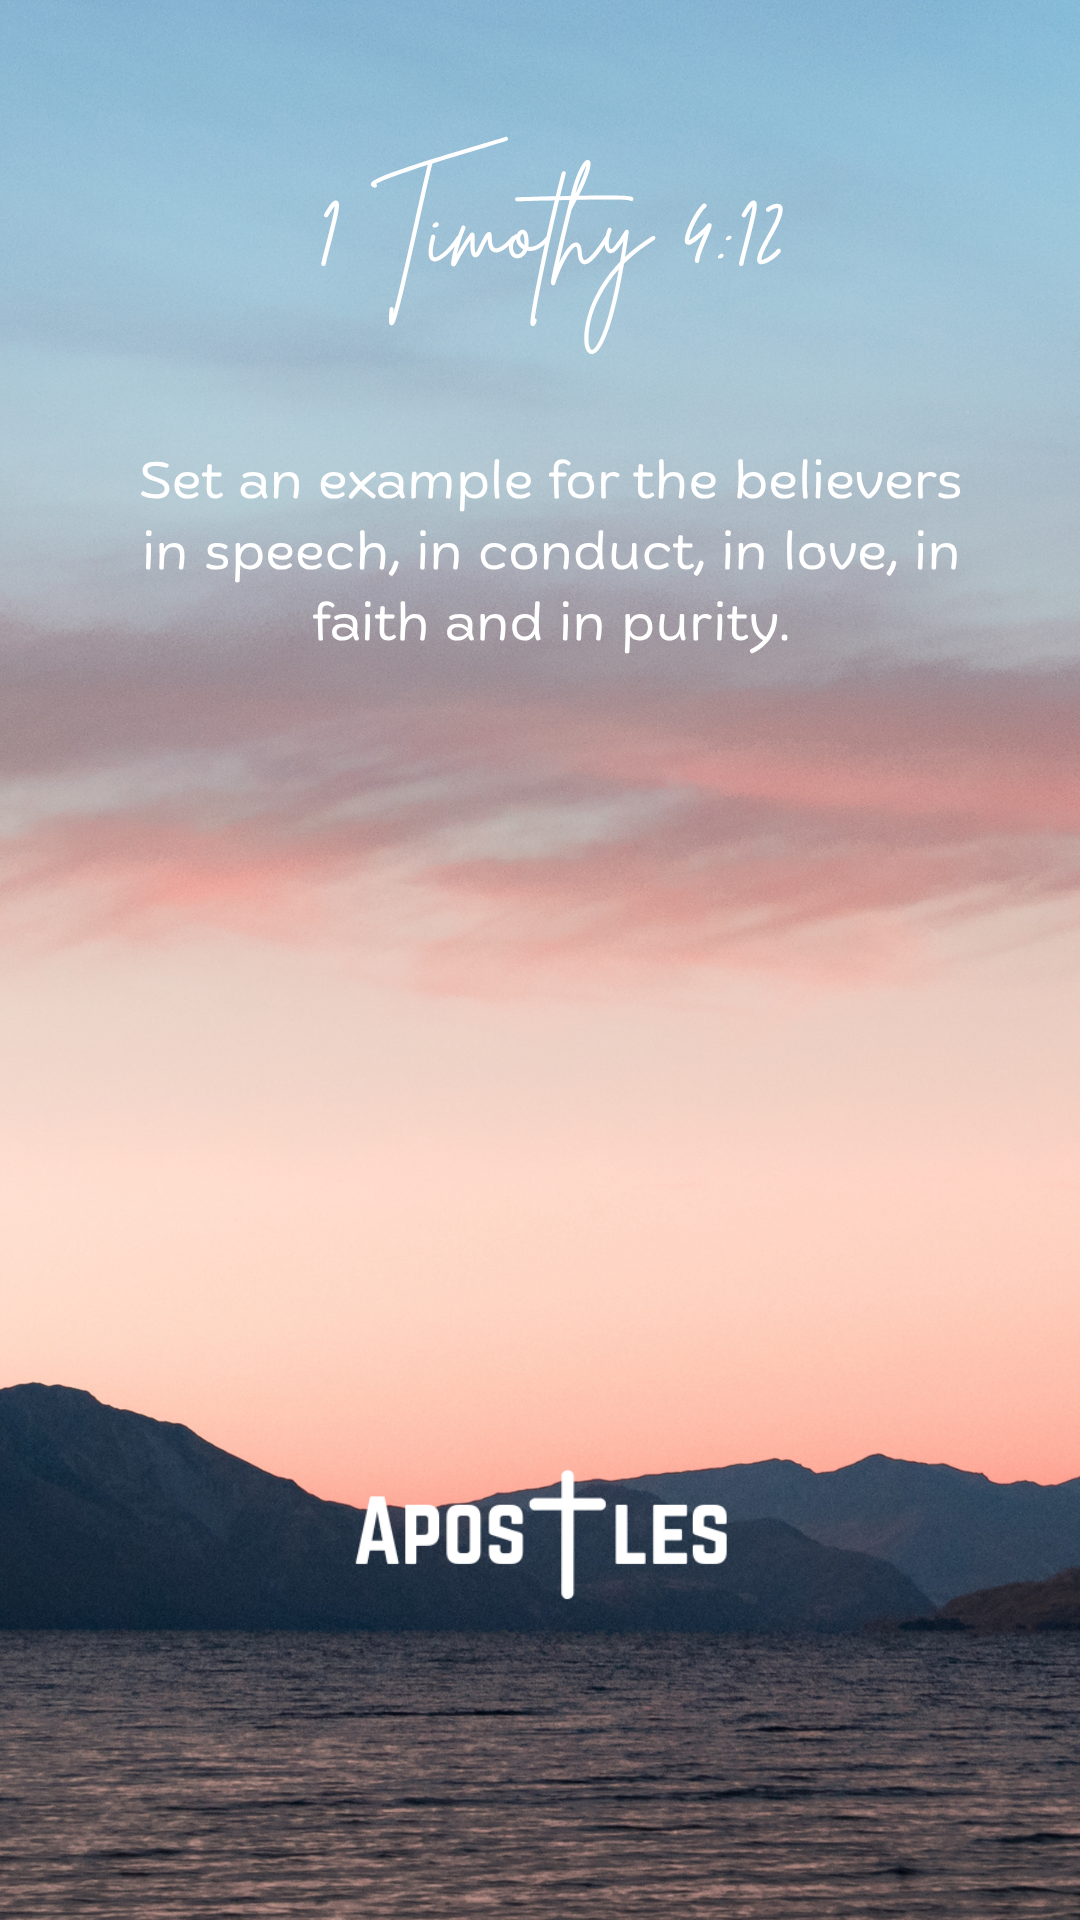 1 Timothy 4:12
Set an example for the believers
in speech, in conduct, in love, in
faith and in purity.
APOSTLES